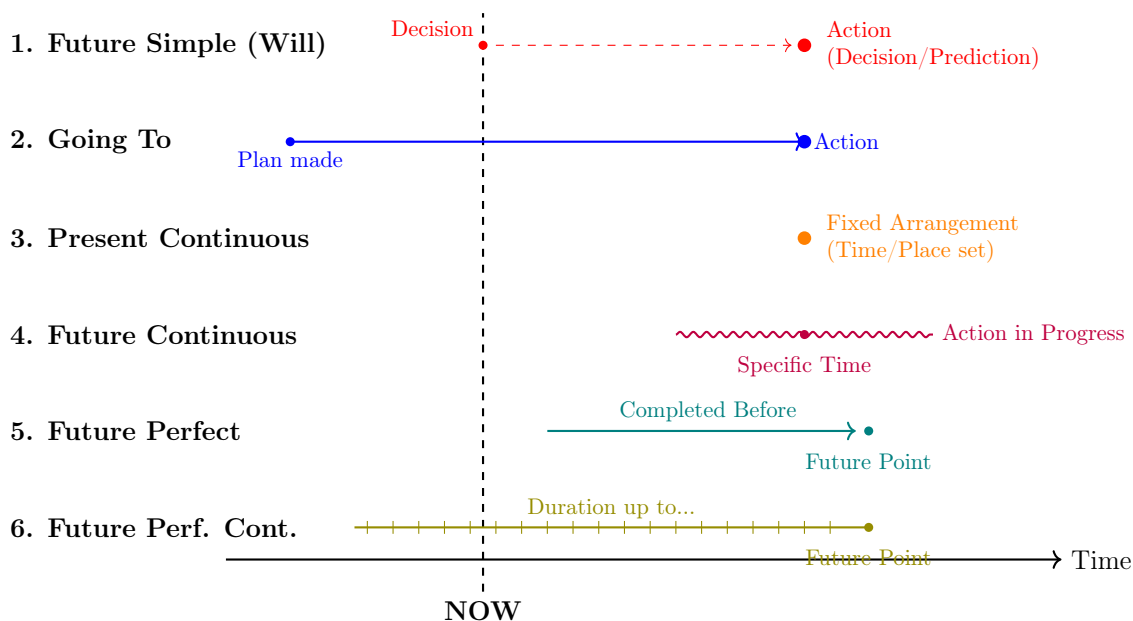 1. Future Simple (Will)
Decision
Action
(Decision/Prediction)
2. Going To
Plan made
Action
3. Present Continuous
Fixed Arrangement
(Time/Place set)
4. Future Continuous
Action in Progress
Specific Time
5. Future Perfect
Completed Before
Future Point
6. Future Perf. Cont.
Duration up to...
Future Point
Time
NOW